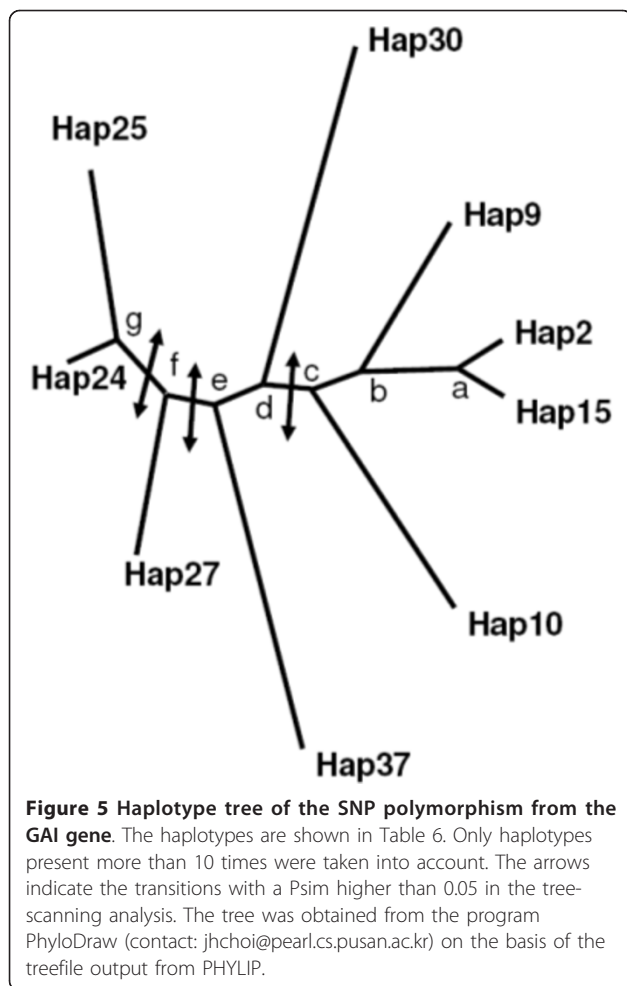 Hap30
Hap25
Hap9
g
Hap2
f
Hap24
e
c
d
b
a
Hap15
Hap27
Hap10
Hap37
Figure 5 Haplotype tree of the SNP polymorphism from the
GAI gene. The haplotypes are shown in Table 6. Only haplotypes
present more than 10 times were taken into account. The arrows
indicate the transitions with a Psim higher than 0.05 in the tree-
scanning analysis. The tree was obtained from the program
PhyloDraw (contact: jhchoi@pearl.cs.pusan.ac.kr) on the basis of the
treefile output from PHYLIP.